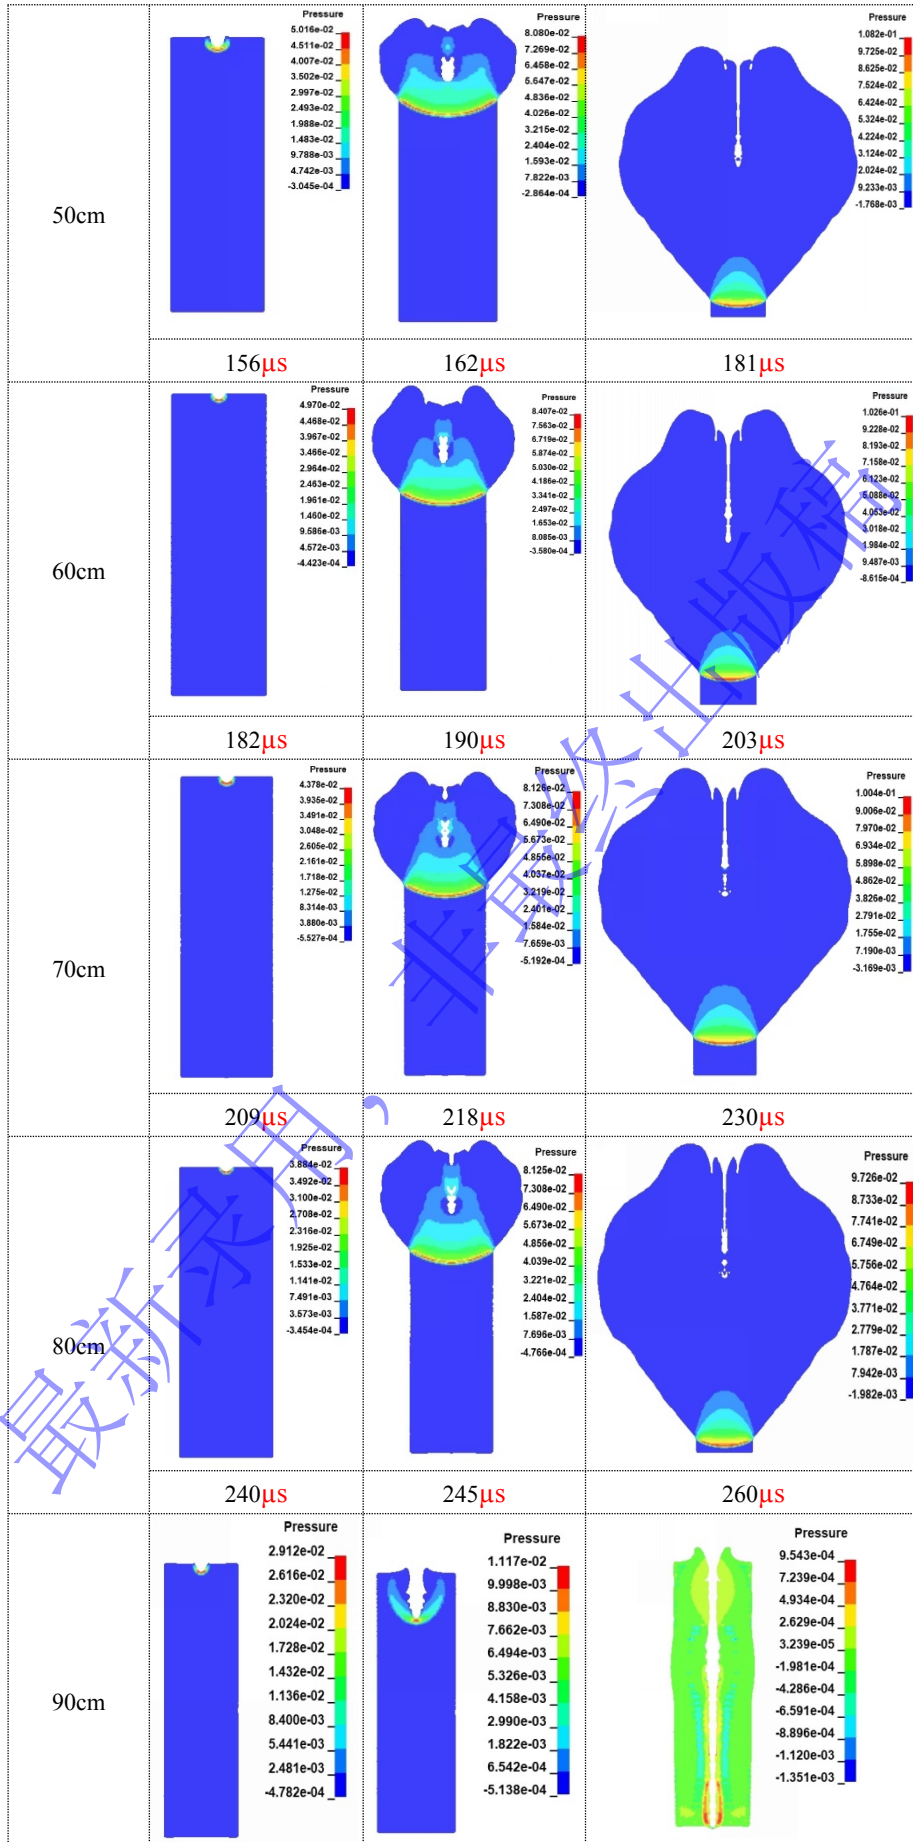 50cm
Pressure
5.016e-02
4.511e-02
4.007e-02
3.502e-02
2.997e-02
2.493e-02
1.988e-02
1.483e-02
9.788e-03
4.742e-03
-3.045e-04
Pressure
8.080e-02
7.269e-02
6.458e-02
5.647e-02
4.836e-02
4.026e-02
3.215e-02
2.404e-02
1.593e-02
7.822e-03
-2.864e-04
Pressure
1.082e-01
9.725e-02
8.625e-02
7.524e-02
6.424e-02
5.324e-02
4.224e-02
3.124e-02
2.024e-02
9.233e-03
-1.768e-03
156μs
162μs
181μs
60cm
Pressure
4.970e-02
4.468e-02
3.967e-02
3.466e-02
2.964e-02
2.463e-02
1.961e-02
1.460e-02
9.586e-03
4.572e-03
-4.423e-04
Pressure
8.407e-02
7.563e-02
6.719e-02
5.874e-02
5.030e-02
4.186e-02
3.341e-02
2.497e-02
1.653e-02
8.085e-03
-3.580e-04
Pressure
1.026e-01
9.228e-02
8.193e-02
7.158e-02
6.123e-02
5.088e-02
4.053e-02
3.018e-02
1.984e-02
9.487e-03
-8.615e-04
182μs
190μs
203μs
70cm
Pressure
4.378e-02
3.935e-02
3.491e-02
3.048e-02
2.605e-02
2.161e-02
1.718e-02
1.275e-02
8.314e-03
3.880e-03
-5.527e-04
Pressure
8.126e-02
7.308e-02
6.490e-02
5.673e-02
4.855e-02
4.037e-02
3.219e-02
2.401e-02
1.584e-02
7.659e-03
-5.192e-04
Pressure
1.004e-01
9.006e-02
7.970e-02
6.934e-02
5.898e-02
4.862e-02
3.826e-02
2.791e-02
1.755e-02
7.190e-03
-3.169e-03
209μs
218μs
230μs
80cm
Pressure
3.884e-02
3.492e-02
3.100e-02
2.708e-02
2.316e-02
1.925e-02
1.533e-02
1.141e-02
7.491e-03
3.573e-03
-3.454e-04
Pressure
8.125e-02
7.308e-02
6.490e-02
5.673e-02
4.856e-02
4.039e-02
3.221e-02
2.404e-02
1.587e-02
7.696e-03
-4.766e-04
Pressure
9.726e-02
8.733e-02
7.741e-02
6.749e-02
5.756e-02
4.764e-02
3.771e-02
2.779e-02
1.787e-02
7.942e-03
-1.982e-03
240μs
245μs
260μs
90cm
Pressure
2.912e-02
2.616e-02
2.320e-02
2.024e-02
1.728e-02
1.432e-02
1.136e-02
8.400e-03
5.441e-03
2.481e-03
-4.782e-04
Pressure
1.117e-02
9.998e-03
8.830e-03
7.662e-03
6.494e-03
5.326e-03
4.158e-03
2.990e-03
1.822e-03
6.542e-04
-5.138e-04
Pressure
9.543e-04
7.239e-04
4.934e-04
2.629e-04
3.239e-05
-1.981e-04
-4.286e-04
-6.591e-04
-8.896e-04
-1.120e-03
-1.351e-03
最新录用，非最终出版稿